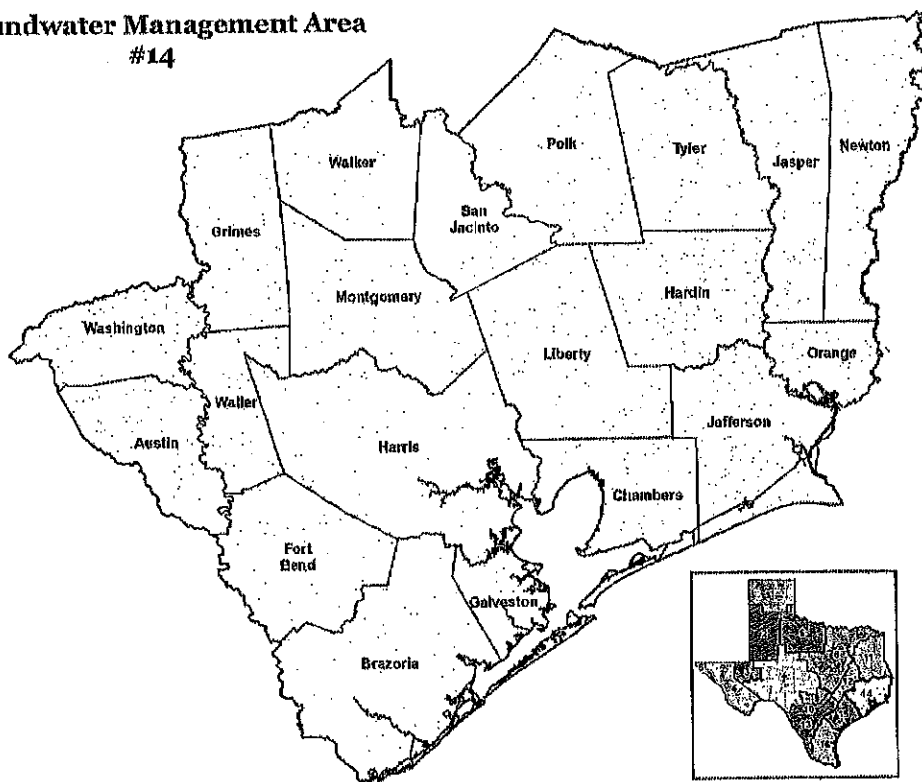 undwater Management Area
#14
Polk
Tyler
Newton
Jasper
Walker
San
Jacinto
Grimes
Montgomery
Hardin
Washington
Liberty
Orange
Waller
Jefferson
Austin
Harris
Chambers
Fort
Bend
Galveston
Brazoria